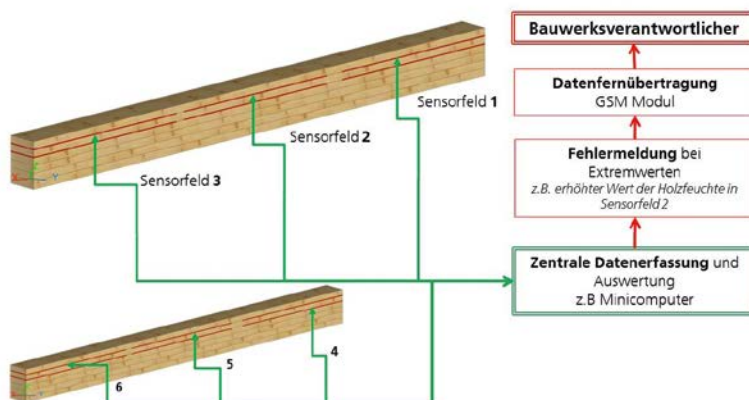 Bauwerksverantwortlicher
Datenfernübertragung
GSM Modul
Sensorfeld 1
Sensorfeld 2
Sensorfeld 3
Fehlermeldung bei
Extremwerten
z.B. erhöhter Wert der Holzfeuchte in
Sensorfeld 2
Zentrale Datenerfassung und
Auswertung
z.B Minicomputer
4
5
6
X
Y